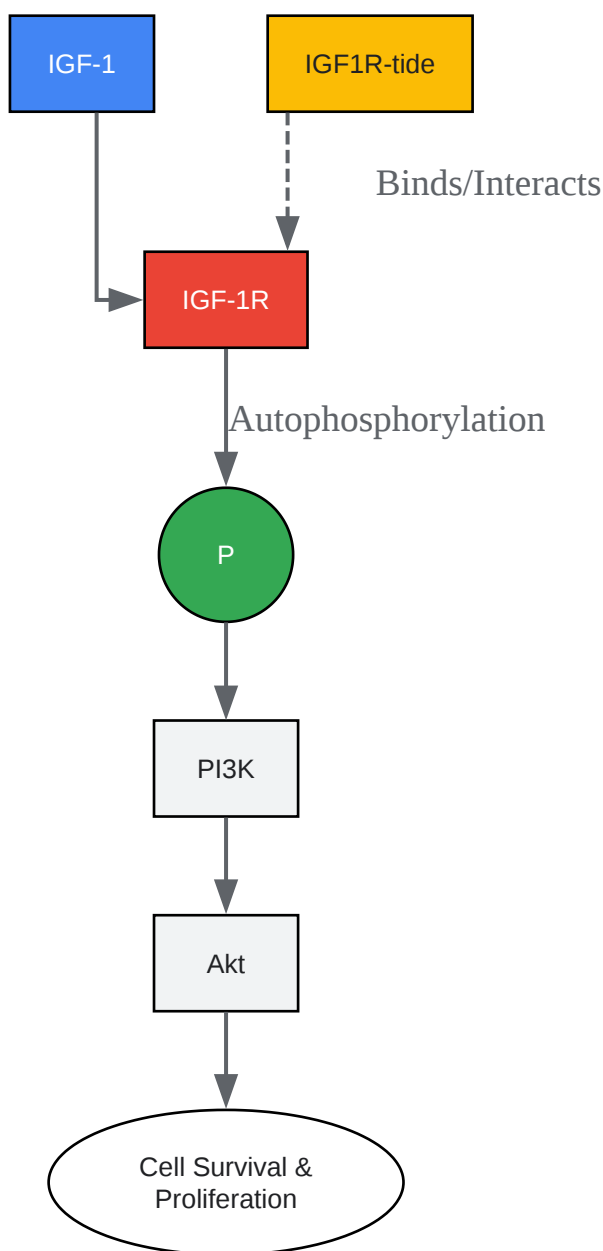 IGF-1
IGF1R-tide
Binds/Interacts
IGF-1R
Autophosphorylation
P
PI3K
Akt
Cell Survival &
Proliferation